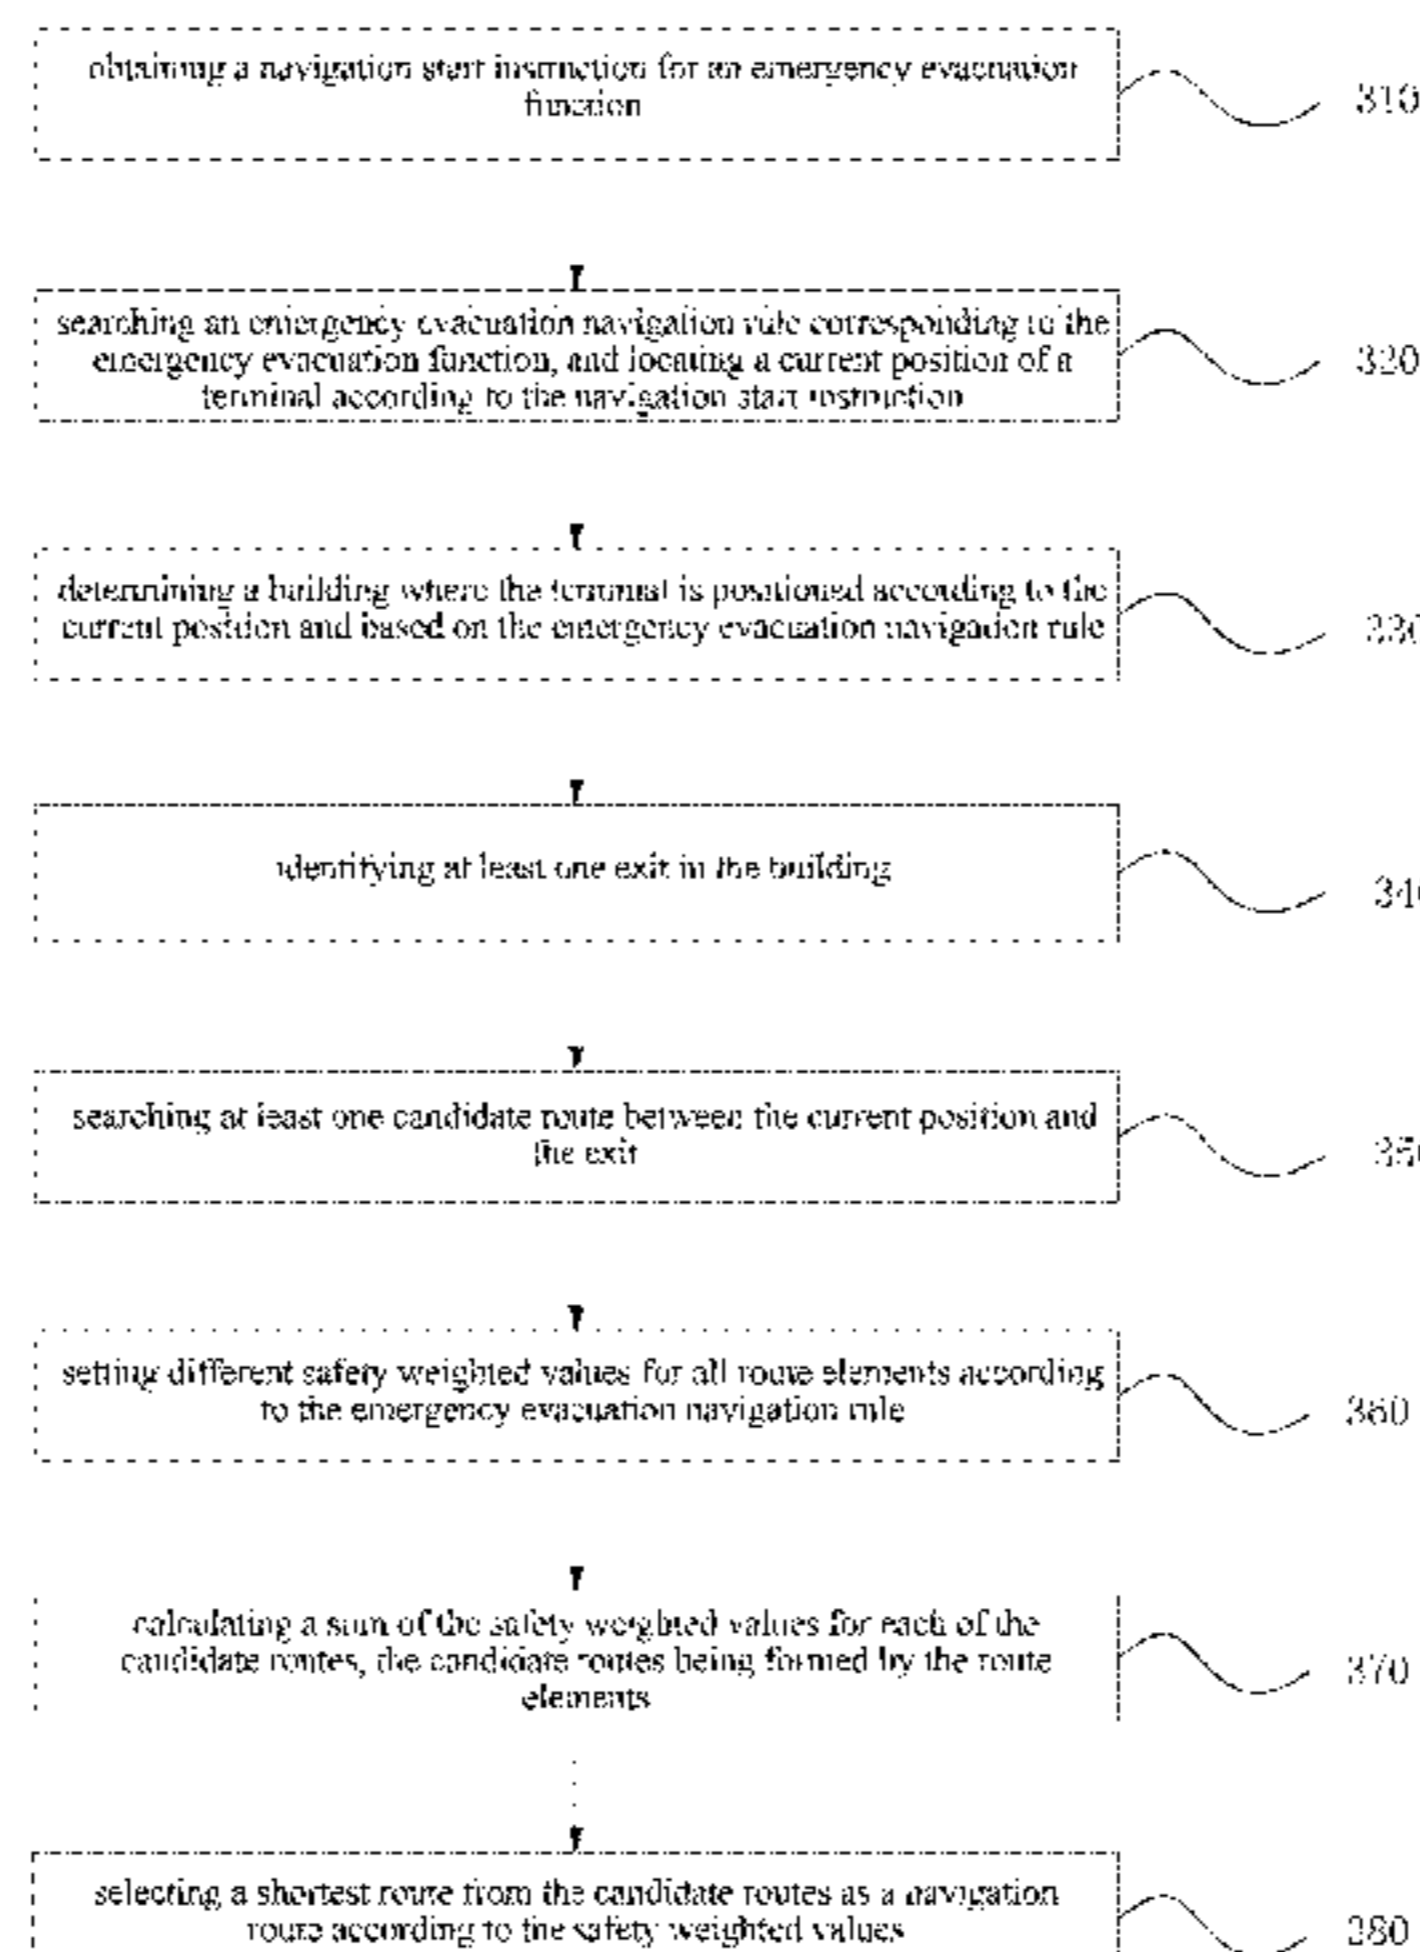 obtaining a navigation start instruction for an emergency evacuation
function
310
searching an emergency evacuation navigation rule corresponding to the
emergency evacuation function, and locating a current position of a
terminal according to the navigation start instruction
320
determining a building where the terminal is positioned according to the
current position and based on the emergency evacuation navigation rule
330
identifying at least one exit in the building
340
searching at least one candidate route between the current position and
the exit
350
setting different safety weighted values for all route elements according
to the emergency evacuation navigation rule
360
calculating a sum of the safety weighted values for each of the
candidate routes, the candidate routes being formed by the route
elements
370
selecting a shortest route from the candidate routes as a navigation
route according to the safety weighted values
380